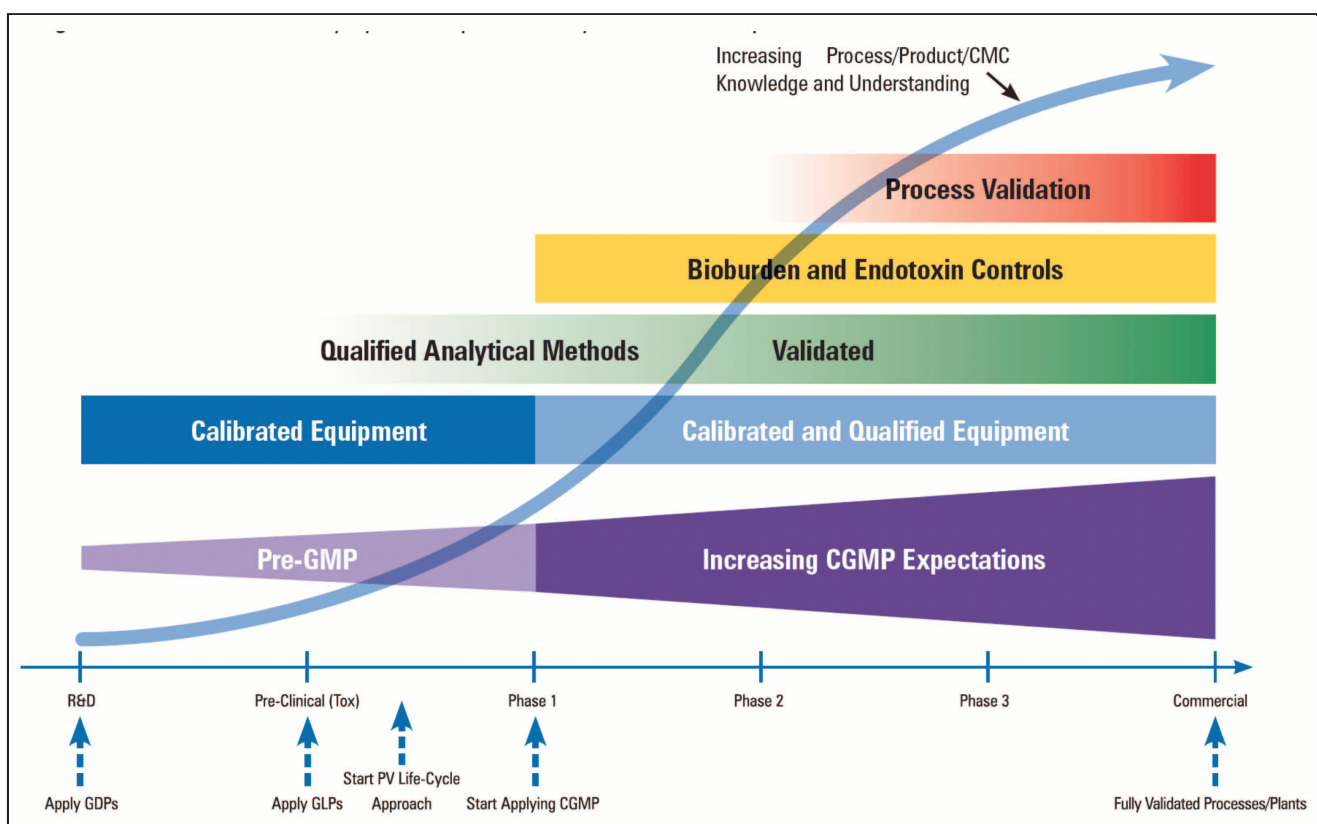 Increasing Process/Product/CMC
Knowledge and Understanding
Process Validation
Bioburden and Endotoxin Controls
Qualified Analytical Methods Validated
Calibrated Equipment Calibrated and Qualified Equipment
Pre-GMP Increasing CGMP Expectations
R&D Pre-Clinical (Tox) Phase 1 Phase 2 Phase 3 Commercial
Start PV Life-Cycle
Apply GDPs Apply GLPs Approach Start Applying CGMP Fully Validated Processes/Plants